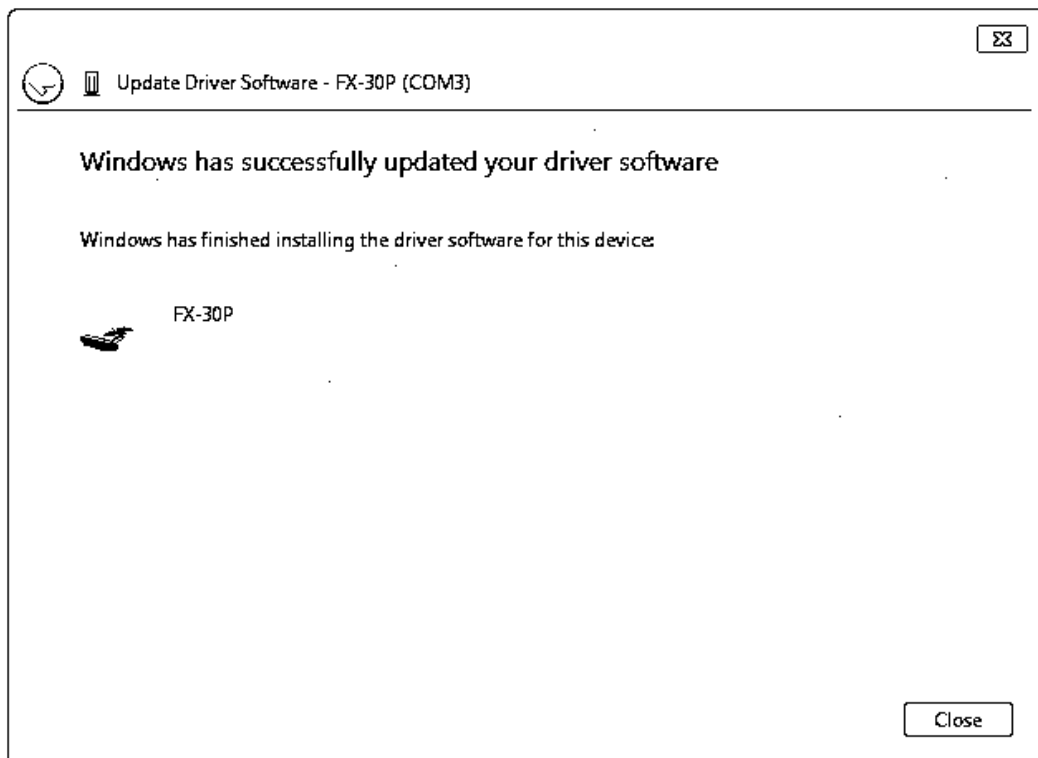 Update Driver Software - FX-30P (COM3)
Windows has successfully updated your driver software
Windows has finished installing the driver software for this device:
FX-30P
Close